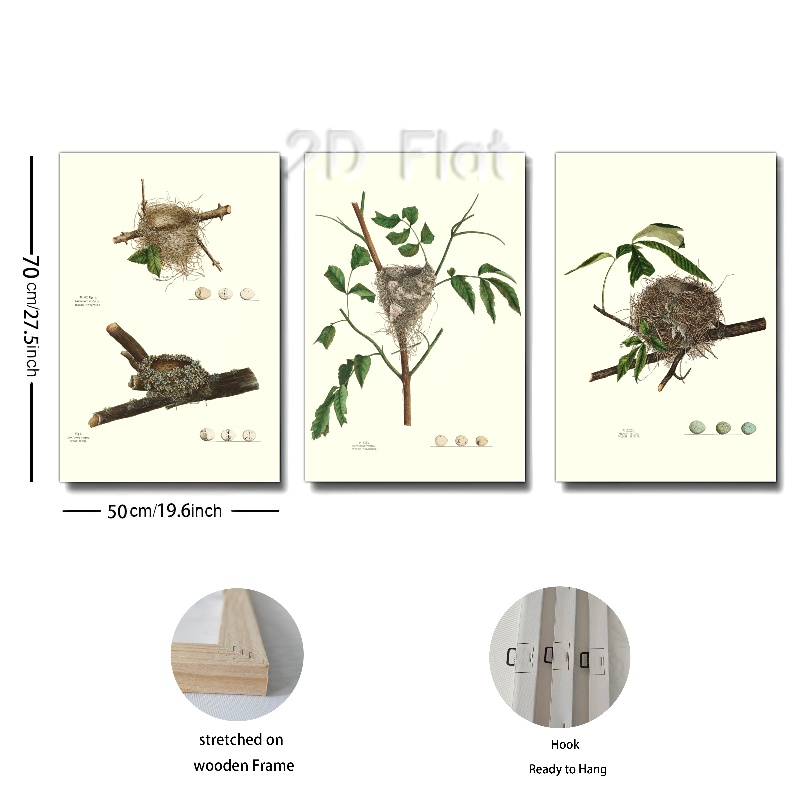 2D Flat
70 cm/27.5inch
50 cm/19.6inch
stretched on
wooden Frame
Hook
Ready to Hang